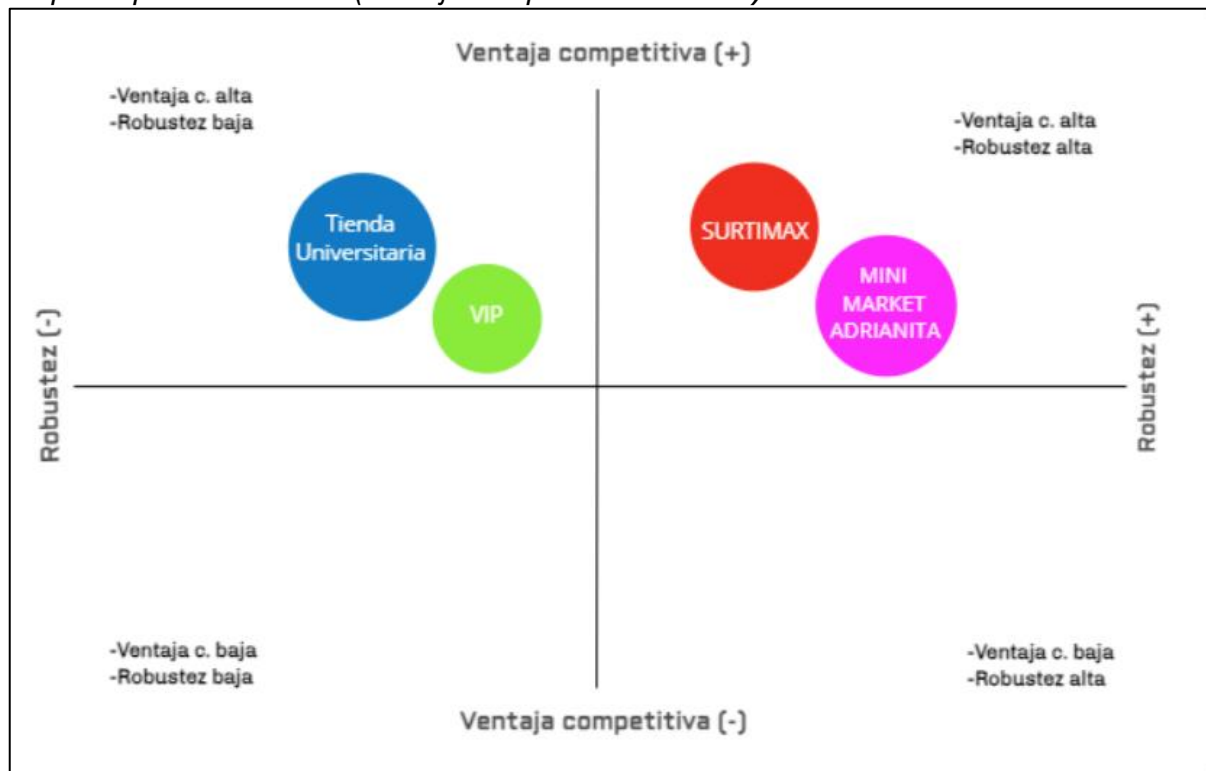 Ventaja competitiva (+)
-Ventaja c. alta
-Robustez baja
-Ventaja c. alta
-Robustez alta
Tienda
Universitaria
VIP
SURTIMAX
MINI
MARKET
ADRIANITA
Robustez (-)
Robustez (+)
-Ventaja c. baja
-Robustez baja
-Ventaja c. baja
-Robustez alta
Ventaja competitiva (-)